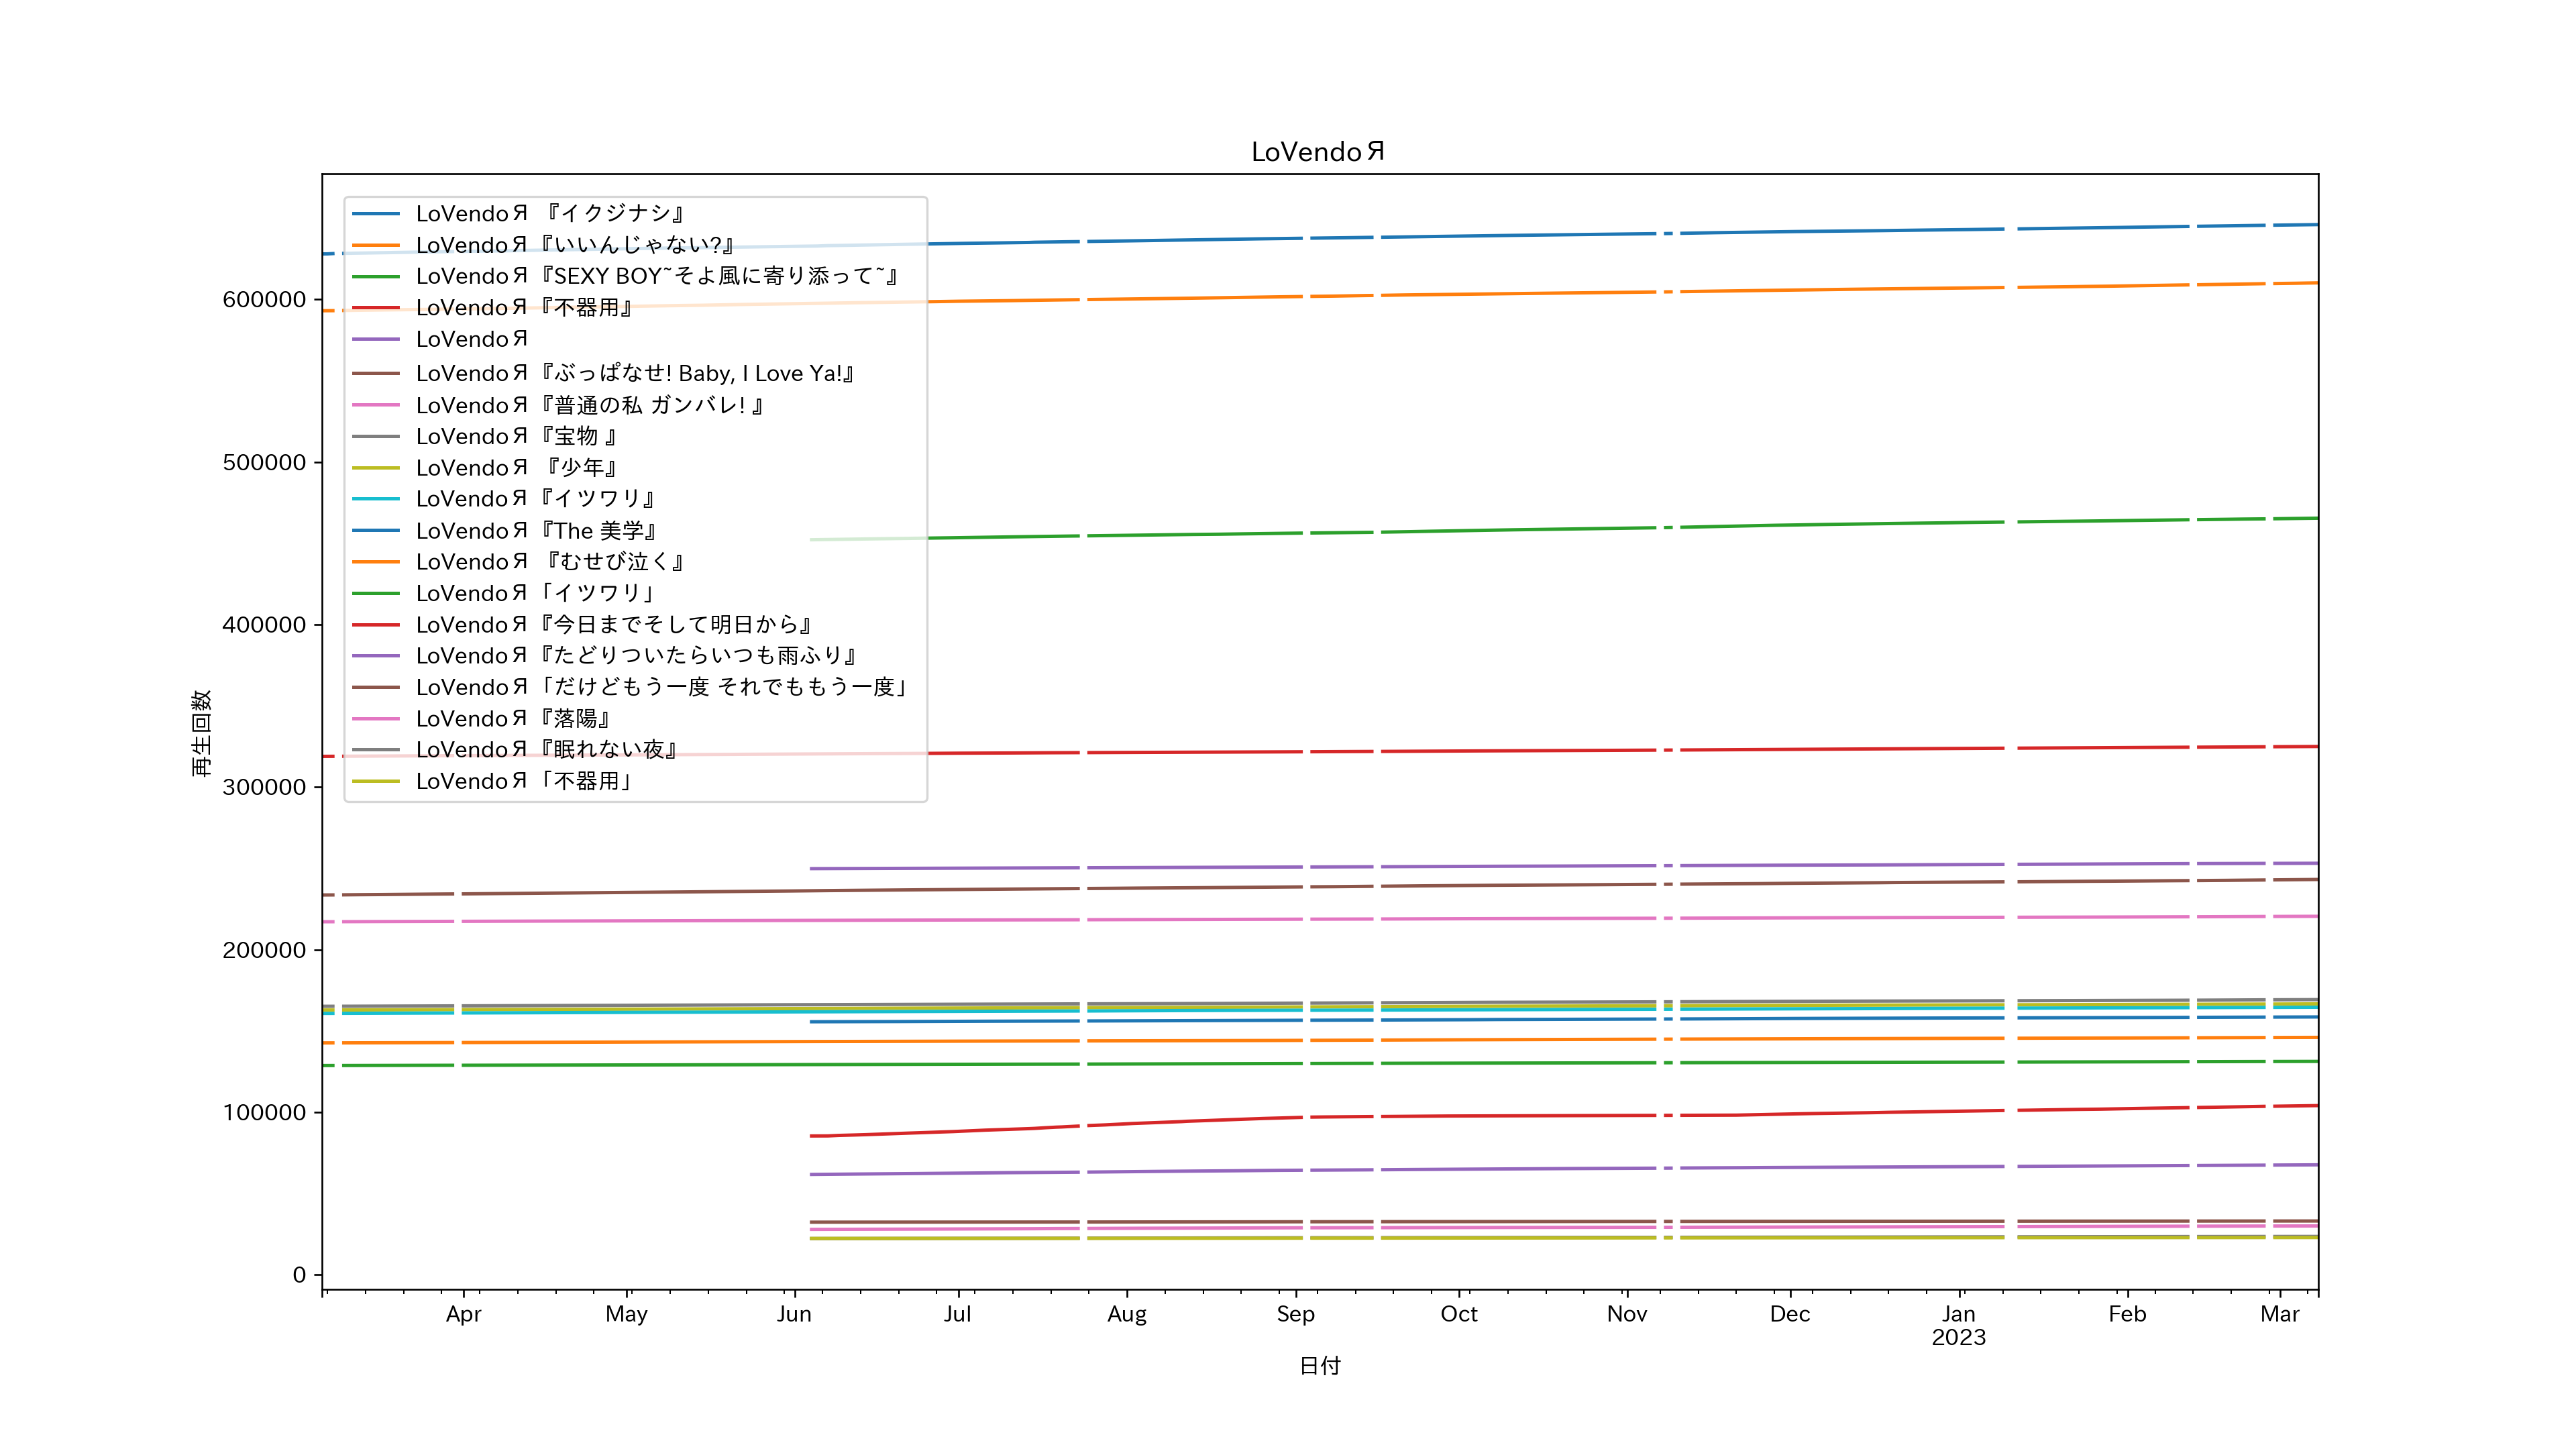 LoVendoЯ
LoVendoЯ 『イクジナシ』
LoVendoЯ『いいんじゃない?』
LoVendoЯ『SEXY BOY~そよ風に寄り添って~』
LoVendoЯ『不器用』
LoVendoЯ
LoVendoЯ『ぶっぱなせ! Baby, I Love Ya!』
LoVendoЯ『普通の私 ガンバレ! 』
LoVendoЯ『宝物 』
LoVendoЯ 『少年』
LoVendoЯ『イツワリ』
LoVendoЯ『The 美学』
LoVendoЯ 『むせび泣く』
LoVendoЯ「イツワリ」
LoVendoЯ『今日までそして明日から』
LoVendoЯ『たどりついたらいつも雨ふり』
LoVendoЯ「だけどもう一度 それでももう一度」
LoVendoЯ『落陽』
LoVendoЯ『眠れない夜』
LoVendoЯ「不器用」
再生回数
600000
500000
400000
300000
200000
100000
0
Apr May Jun Jul Aug Sep Oct Nov Dec Jan Feb Mar
2023
日付